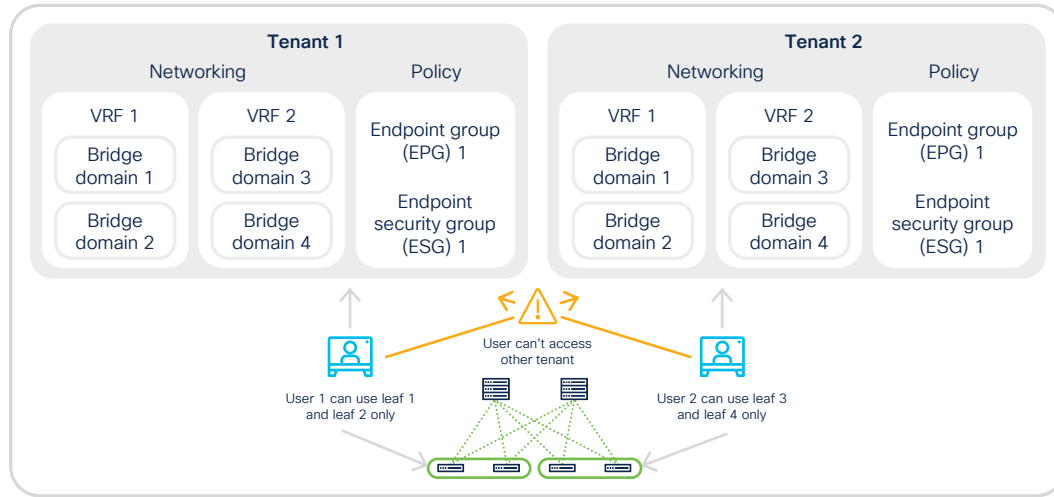 Tenant 1
Networking
Policy
VRF 1
Bridge
domain 1
Bridge
domain 2
VRF 2
Bridge
domain 3
Bridge
domain 4
Endpoint group
(EPG) 1
Endpoint
security group
(ESG) 1
Tenant 2
Networking
Policy
VRF 1
Bridge
domain 1
Bridge
domain 2
VRF 2
Bridge
domain 3
Bridge
domain 4
Endpoint group
(EPG) 1
Endpoint
security group
(ESG) 1
User can't access
other tenant
User 1 can use leaf 1
and leaf 2 only
User 2 can use leaf 3
and leaf 4 only